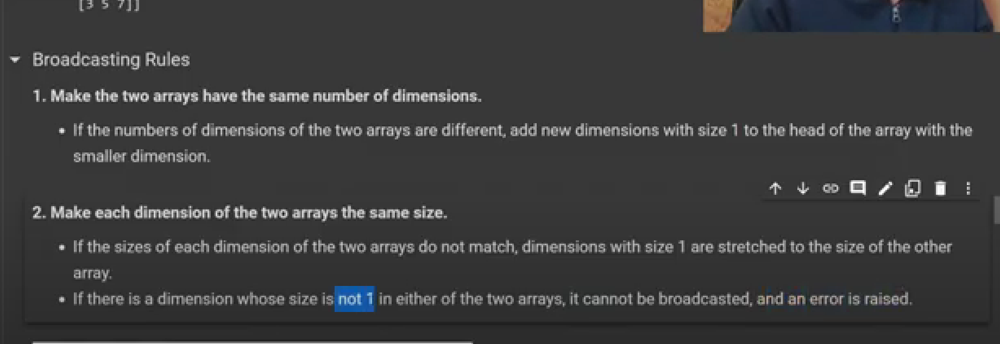 [3 5 7]]
Broadcasting Rules
1. Make the two arrays have the same number of dimensions.
• If the numbers of dimensions of the two arrays are different, add new dimensions with size 1 to the head of the array with the
smaller dimension.
2. Make each dimension of the two arrays the same size.
• If the sizes of each dimension of the two arrays do not match, dimensions with size 1 are stretched to the size of the other
array.
• If there is a dimension whose size is not 1 in either of the two arrays, it cannot be broadcasted, and an error is raised.